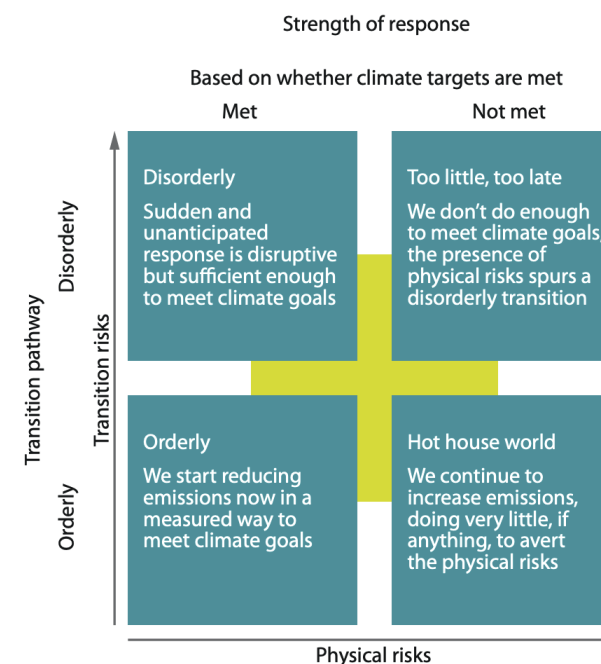 Strength of response
Based on whether climate targets are met
Met
Not met
Transition pathway
Disorderly
Orderly
Transition risks
Disorderly
Sudden and
unanticipated
response is disruptive
but sufficient enough
to meet climate goals
Too little, too late
We don’t do enough
to meet climate goals,
the presence of
physical risks spurs a
disorderly transition
Orderly
We start reducing
emissions now in a
measured way to
meet climate goals
Hot house world
We continue to
increase emissions,
doing very little, if
anything, to avert
the physical risks
Physical risks